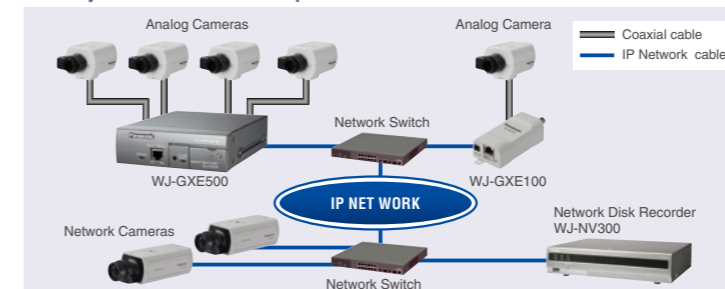 Analog Cameras
Analog Camera
Coaxial cable
IP Network cable
Network Switch
Panasonic
WJ-GXE500
WJ-GXE100
IP NET WORK
Network Cameras
Network Disk Recorder
WJ-NV300
Network Switch